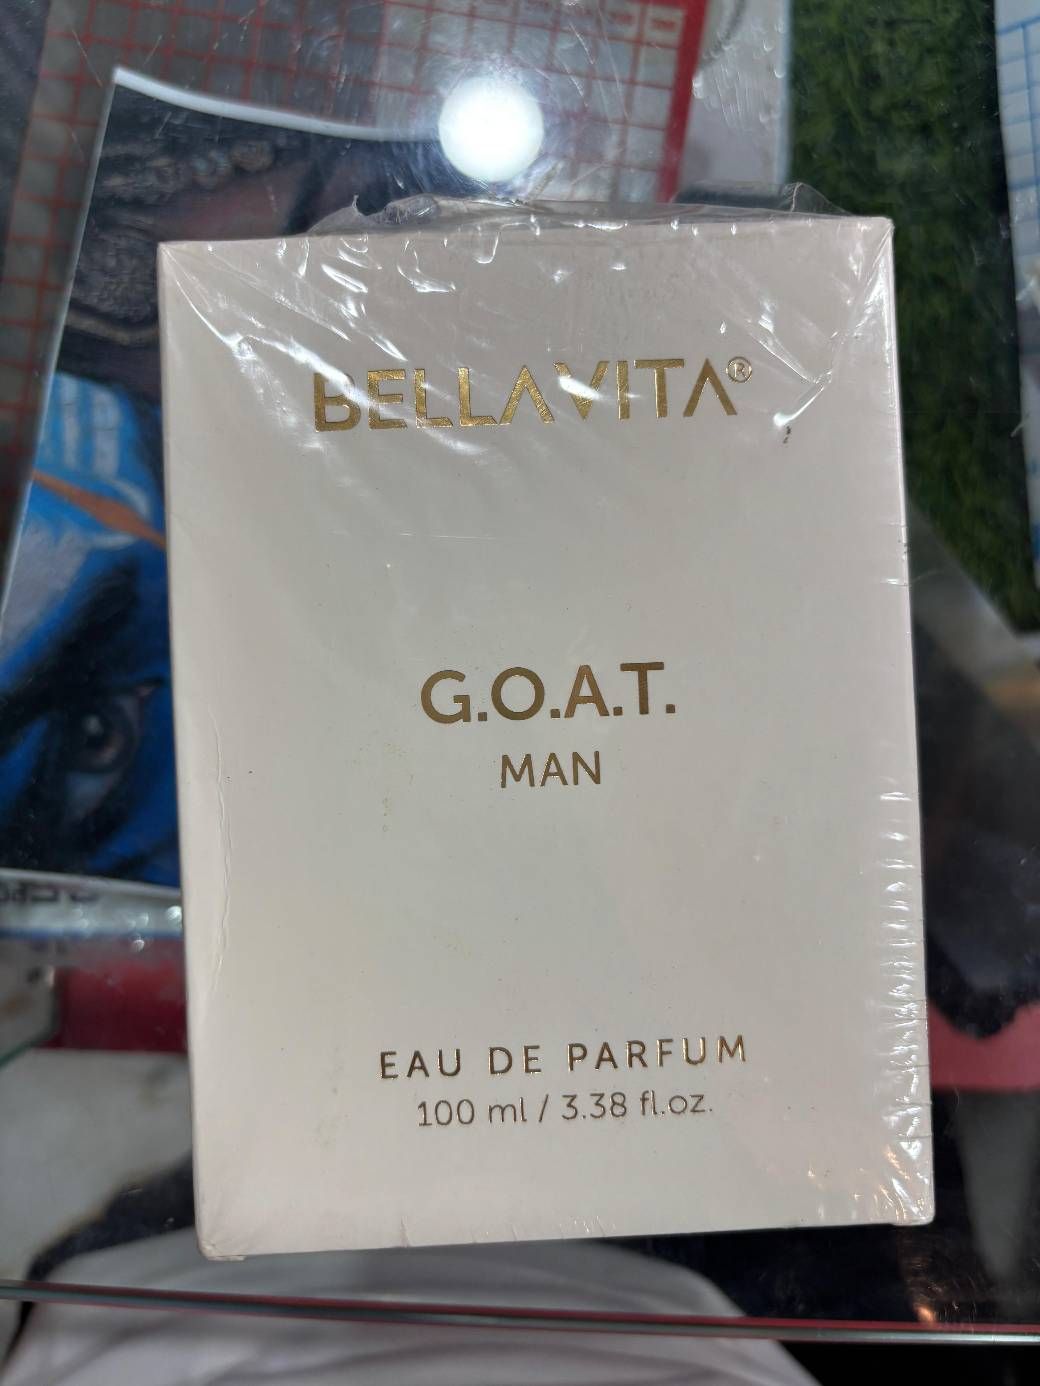 BELLAVITA®
G.O.A.T.
MAN
EAU DE PARFUM
100 ml / 3.38 fl.oz.